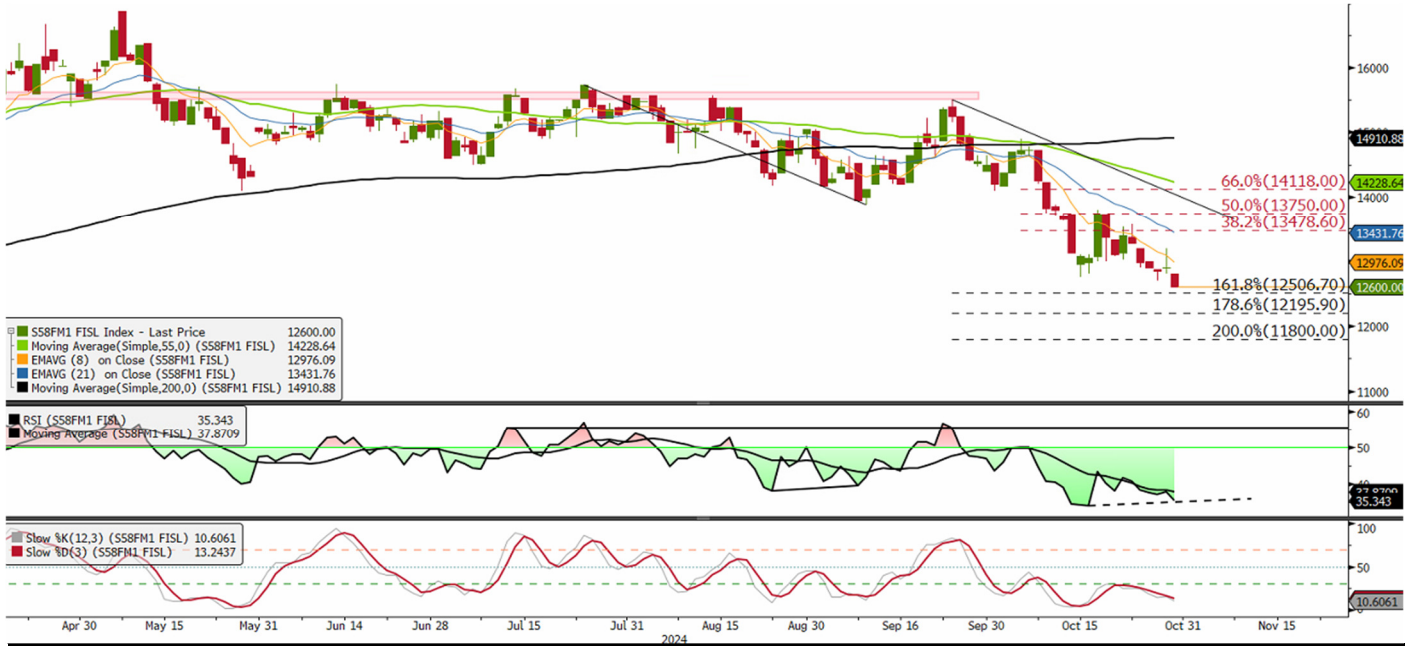 16000
15000
14910.88
66.0%(14118.00)
14228.64
14000
50.0%(13750.00)
38.2%(13478.60)
13431.76
13000
12976.09
161.8%(12506.70)
12600.00
178.6%(12195.90)
12000
200.0%(11800.00)
11000
S58FM1 FISL Index - Last Price 12600.00
Moving Average(Simple,55,0) (S58FM1 FISL) 14228.64
EMAVG (8) on Close (S58FM1 FISL) 12976.09
EMAVG (21) on Close (S58FM1 FISL) 13431.76
Moving Average(Simple,200,0) (S58FM1 FISL) 14910.88
RSI (S58FM1 FISL) 35.343
Moving Average (S58FM1 FISL) 37.8709
60
50
40
37.8709
35.343
Slow %K(12,3) (S58FM1 FISL) 10.6061
Slow %D(3) (S58FM1 FISL) 13.2437
100
50
10.6061
0
Apr 30 May 15 May 31 Jun 14 Jun 28 Jul 15 Jul 31 Aug 15 Aug 30 Sep 16 Sep 30 Oct 15 Oct 31 Nov 15
2024